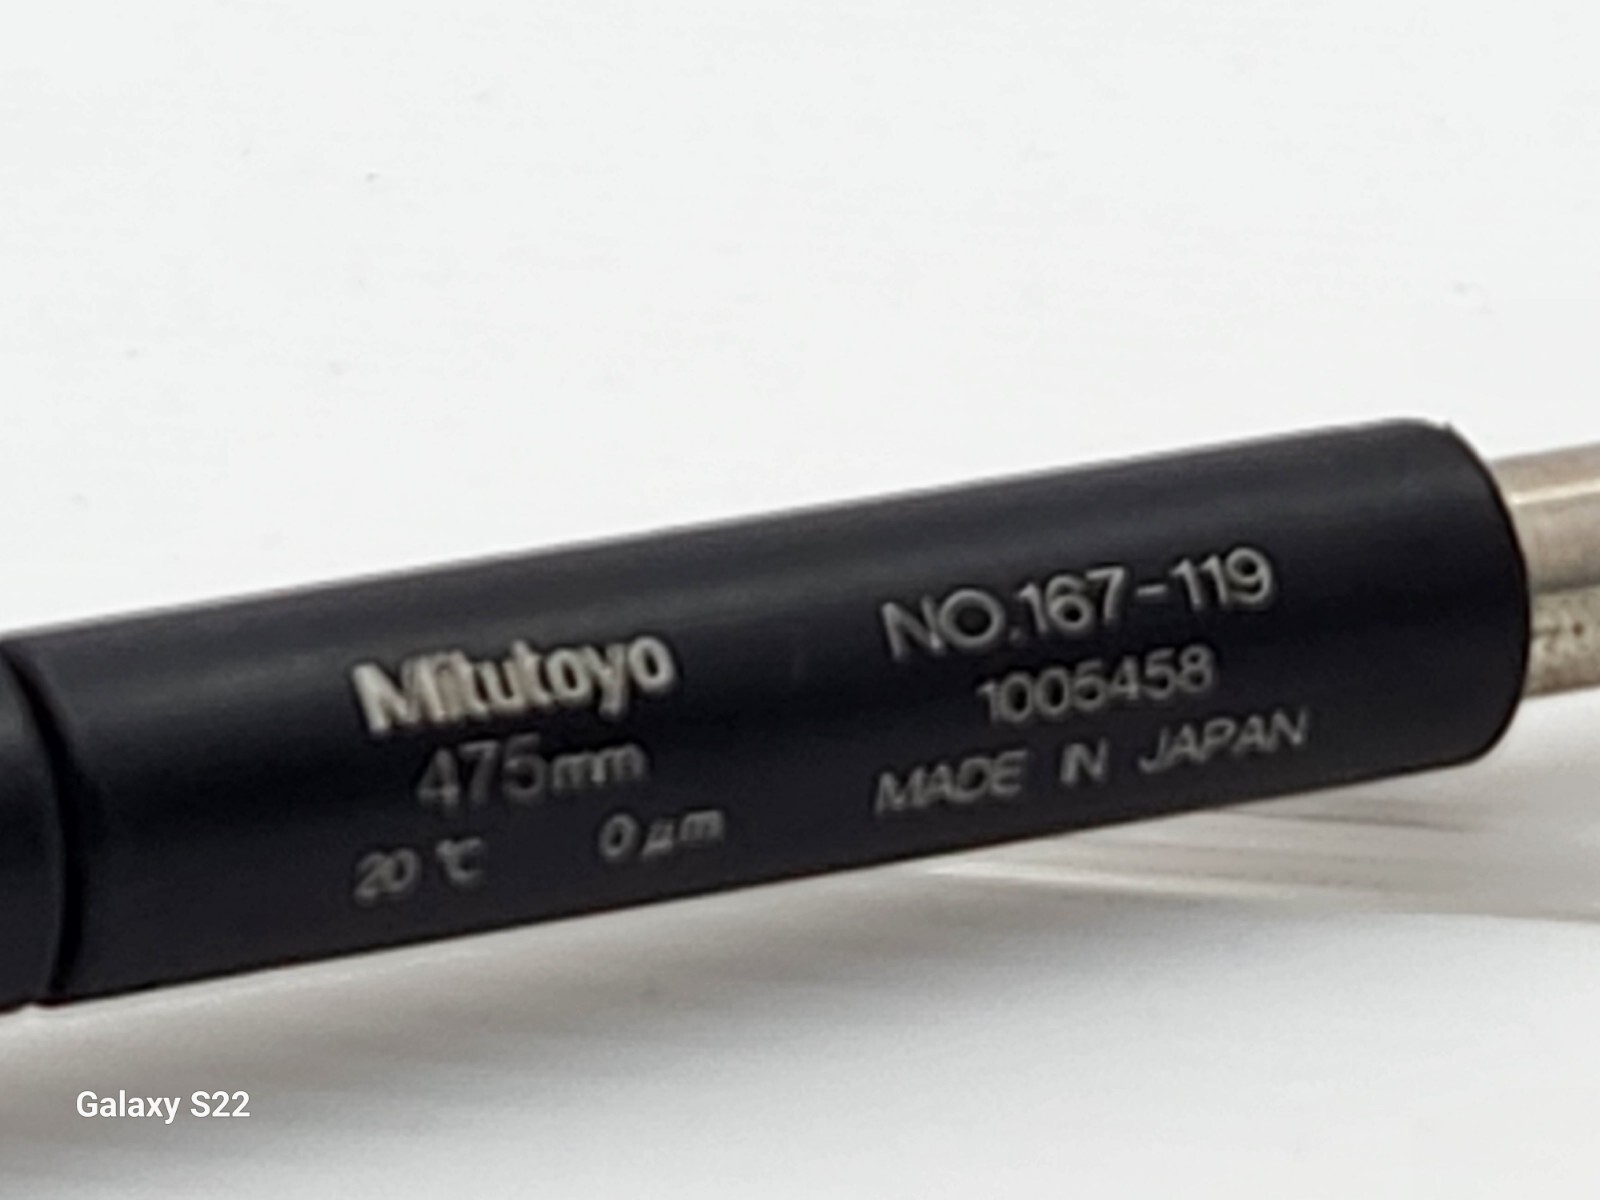 Mitutoyo
475mm
20 ℃ 0 μm
NO.167-119
1005458
MADE IN JAPAN
Galaxy S22